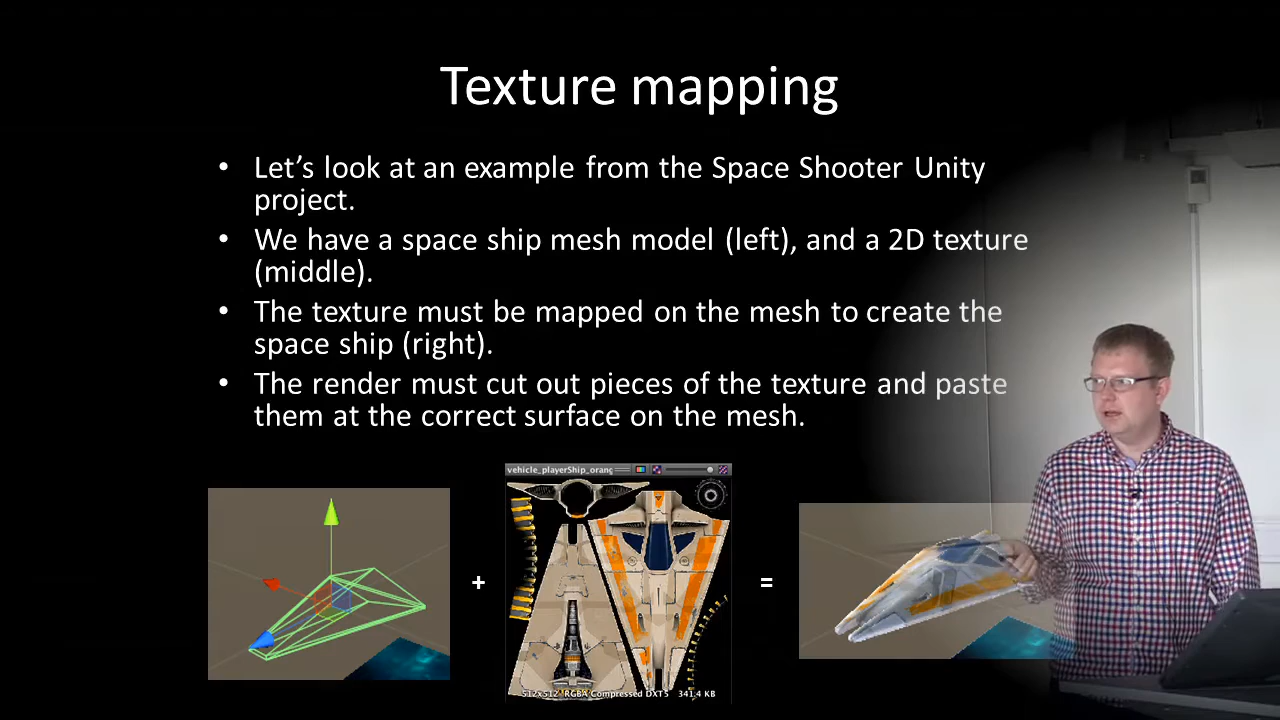 Texture mapping
• Let’s look at an example from the Space Shooter Unity
project.
• We have a space ship mesh model (left), and a 2D texture
(middle).
• The texture must be mapped on the mesh to create the
space ship (right).
• The render must cut out pieces of the texture and paste
them at the correct surface on the mesh.
vehicle_playerShip_orang
+
=
512x512 RGBA Compressed DXT5 341.4 KB